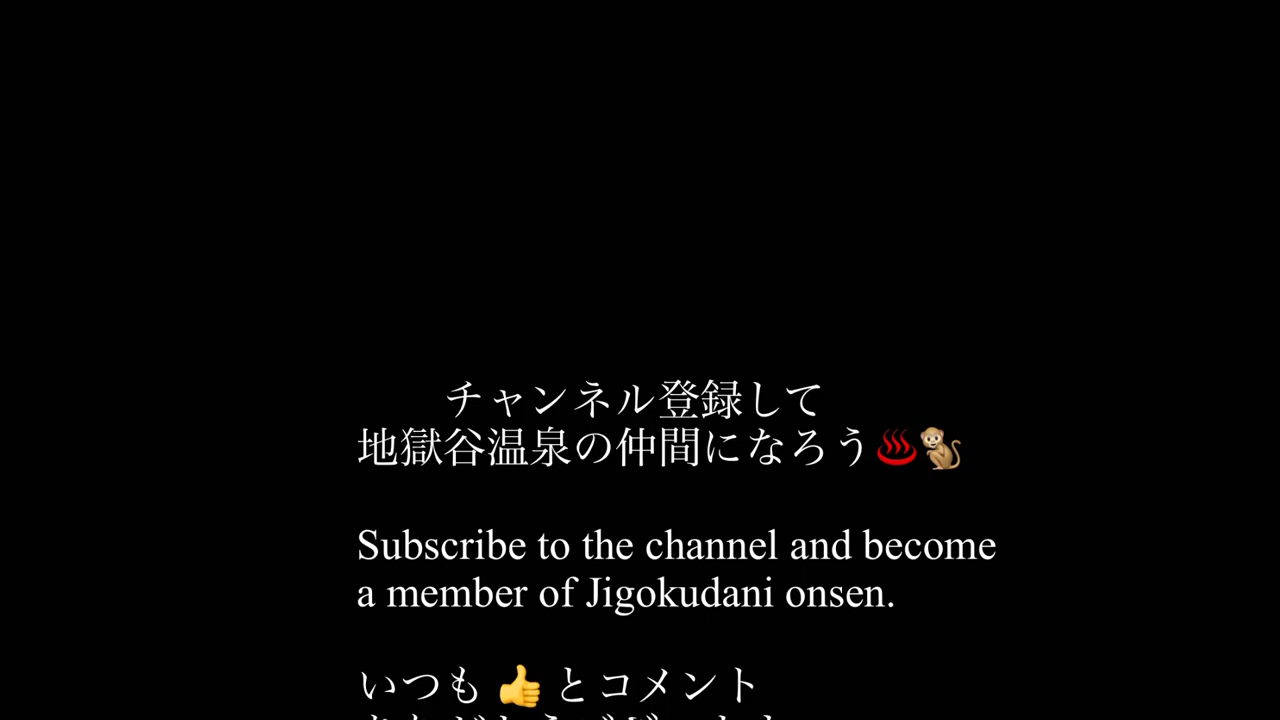 チャンネル登録して
地獄谷温泉の仲間になろう♨️🐒
Subscribe to the channel and become
a member of Jigokudani onsen.
いつも 👍 とコメント